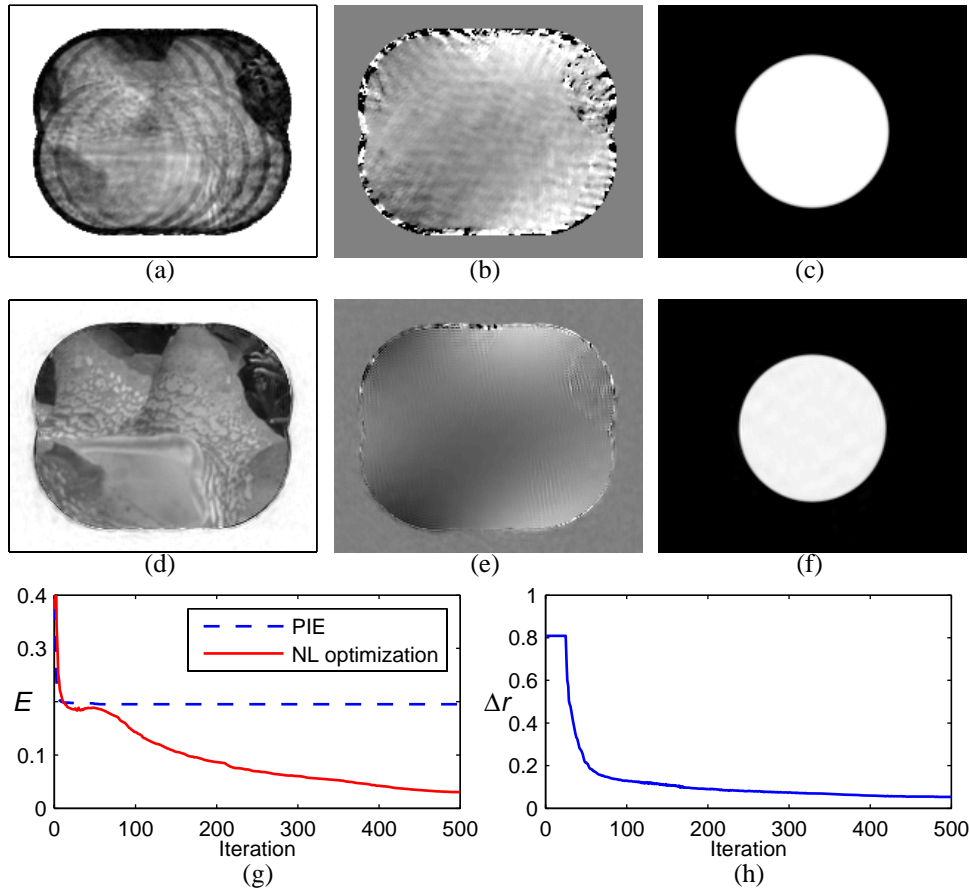 (a) (b) (c)
(d) (e) (f)
0.4
0.3
0.2
0.1
0
E
PIE
NL optimization
0 100 200 300 400 500
Iteration
(g)
1
0.8
0.6
0.4
0.2
0
Δr
0 100 200 300 400 500
Iteration
(h)